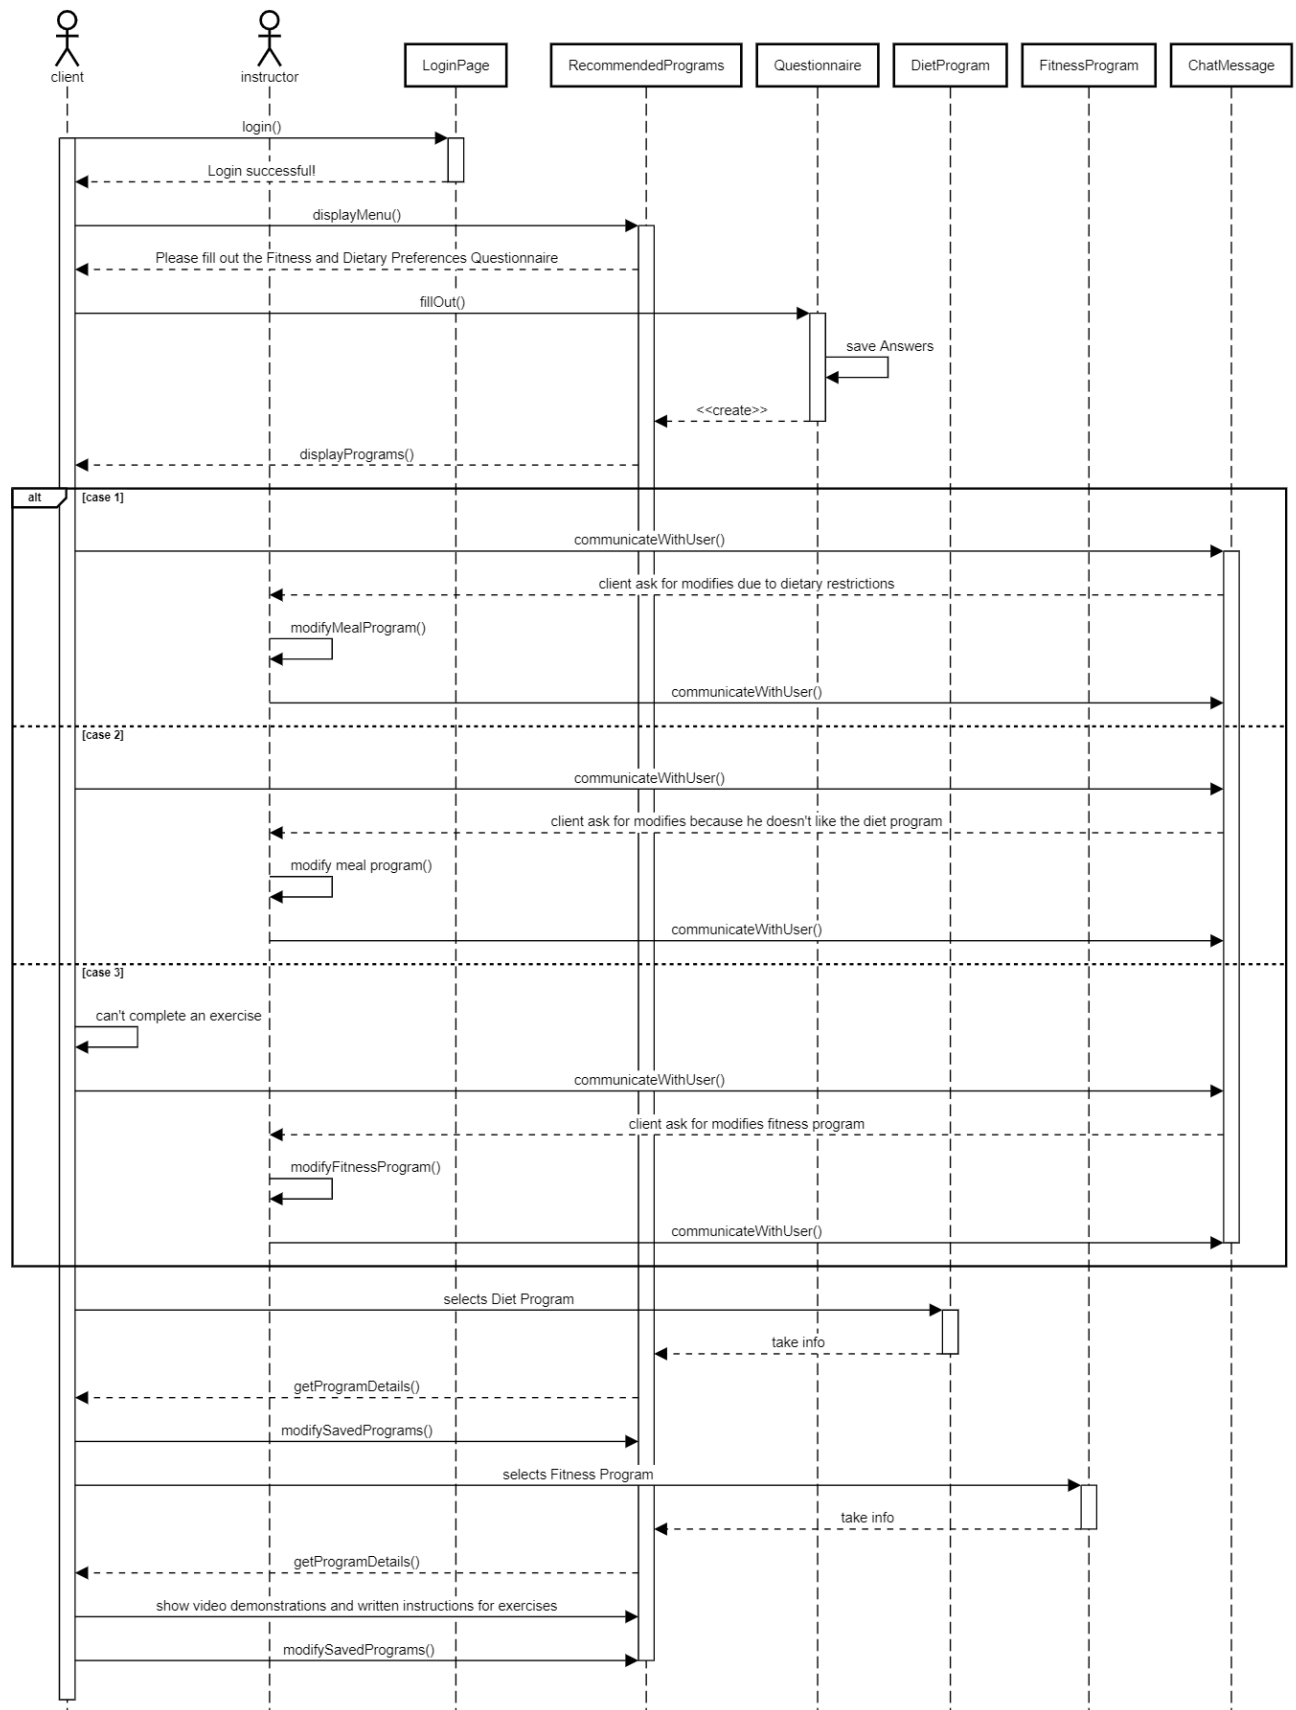 client
instructor
LoginPage
RecommendedPrograms
Questionnaire
DietProgram
FitnessProgram
ChatMessage
login()
Login successful!
displayMenu()
Please fill out the Fitness and Dietary Preferences Questionnaire
fillOut()
save Answers
<<create>>
displayPrograms()
alt
[case 1]
communicateWithUser()
client ask for modifies due to dietary restrictions
modifyMealProgram()
communicateWithUser()
[case 2]
communicateWithUser()
client ask for modifies because he doesn't like the diet program
modify meal program()
communicateWithUser()
[case 3]
can't complete an exercise
communicateWithUser()
client ask for modifies fitness program
modifyFitnessProgram()
communicateWithUser()
selects Diet Program
take info
getProgramDetails()
modifySavedPrograms()
selects Fitness Program
take info
getProgramDetails()
show video demonstrations and written instructions for exercises
modifySavedPrograms()